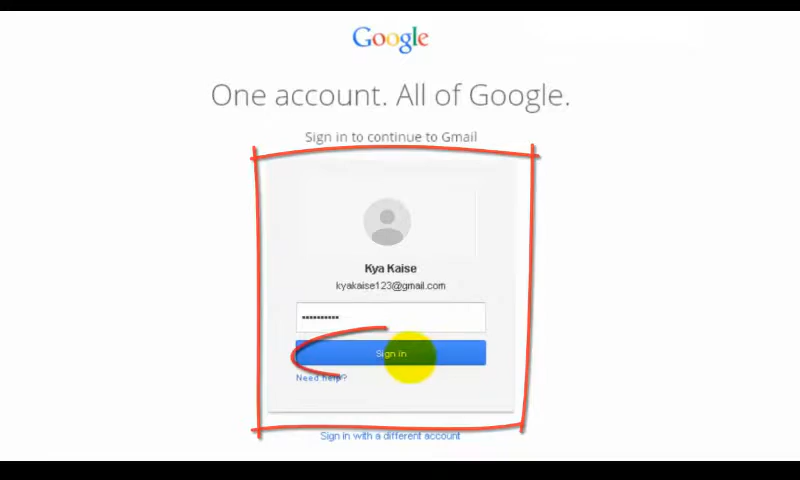 Google
One account. All of Google.
Sign in to continue to Gmail
Kya Kaise
kyakaise123@gmail.com
Sign in
Need help?
Sign in with a different account